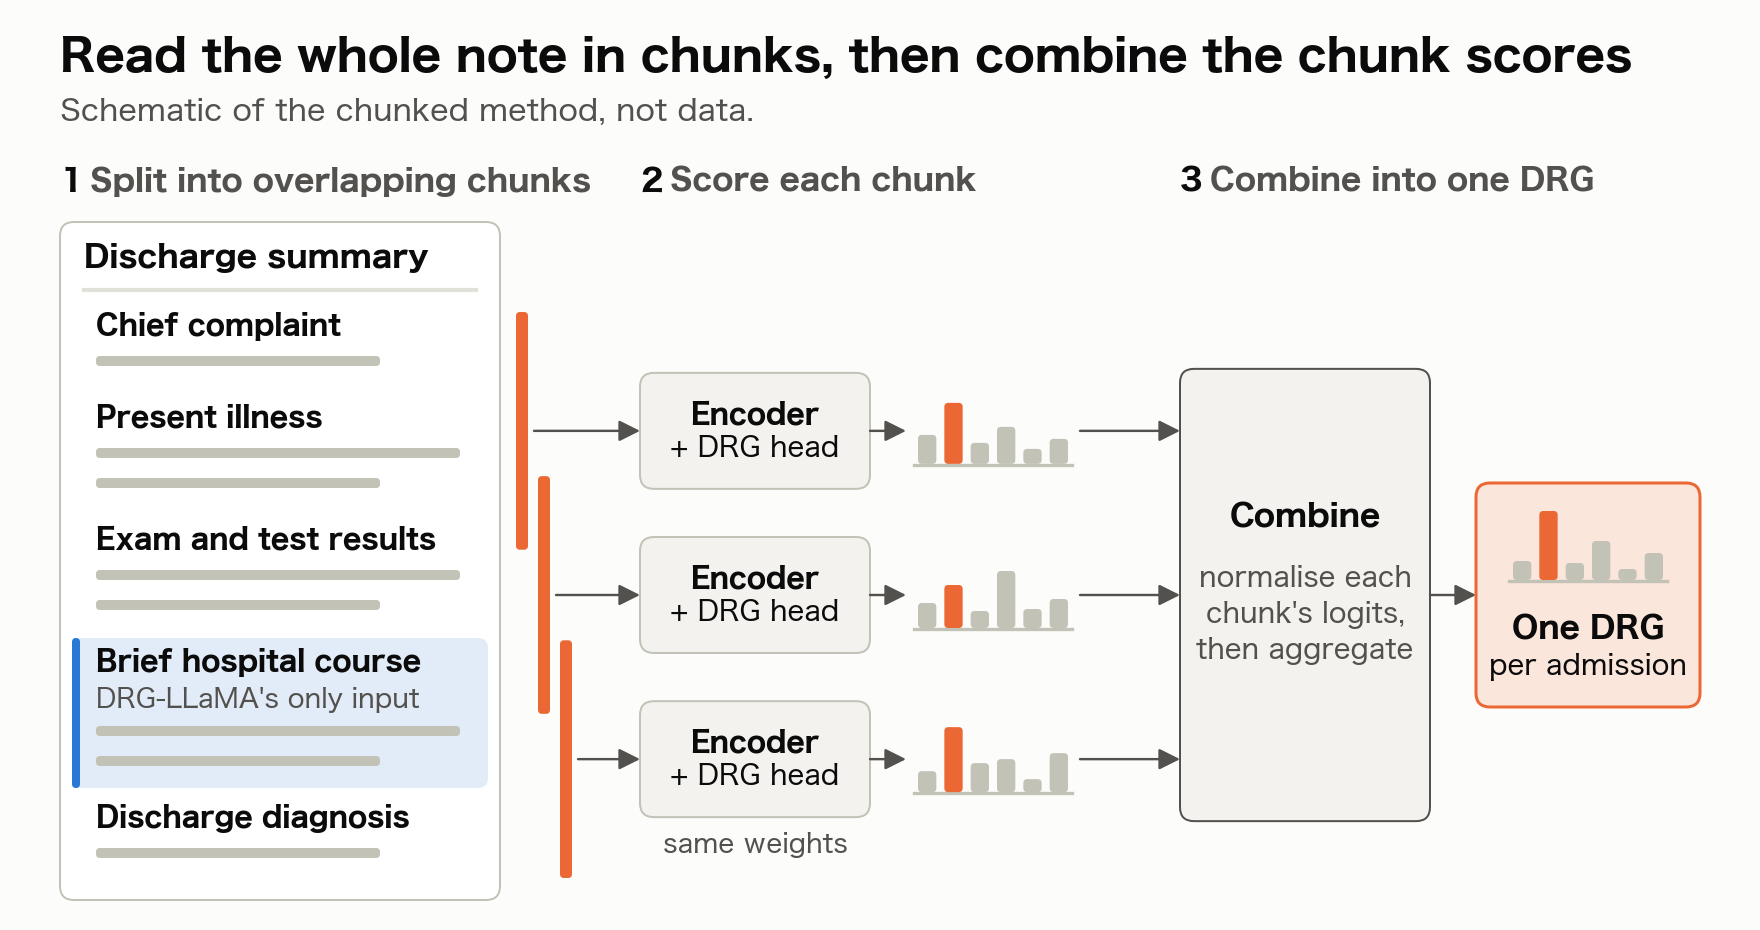 Read the whole note in chunks, then combine the chunk scores
Schematic of the chunked method, not data.
1 Split into overlapping chunks
Discharge summary
Chief complaint
Present illness
Exam and test results
Brief hospital course
DRG-LLaMA's only input
Discharge diagnosis
2 Score each chunk
Encoder
+ DRG head
Encoder
+ DRG head
Encoder
+ DRG head
same weights
3 Combine into one DRG
Combine
normalise each
chunk's logits,
then aggregate
One DRG
per admission